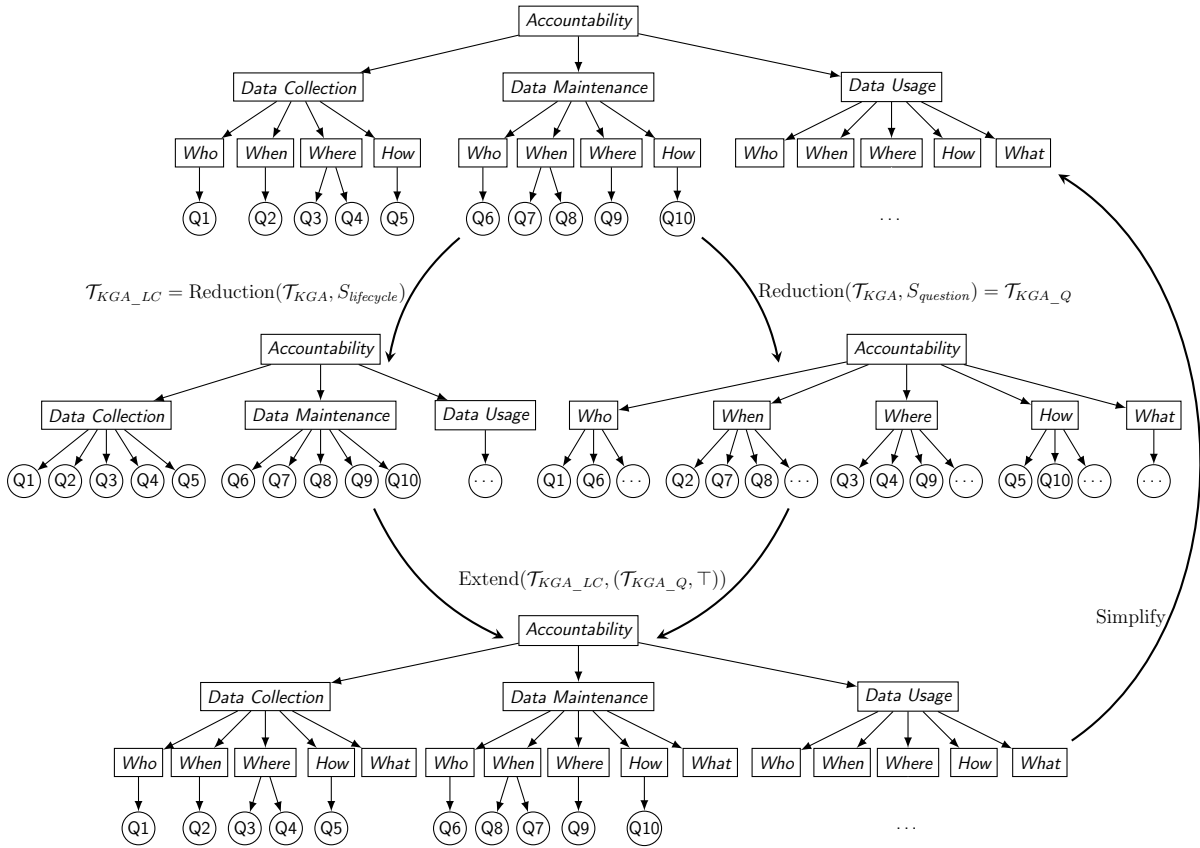 Accountability
Data Collection Data Maintenance Data Usage
Who When Where How Who When Where How Who When Where How What
Q1 Q2 Q3 Q4 Q5 Q6 Q7 Q8 Q9 Q10 ...
𝒯KGA_LC = Reduction(𝒯KGA, Slifecycle) Reduction(𝒯KGA, Squestion) = 𝒯KGA_Q
Accountability Accountability
Data Collection Data Maintenance Data Usage Who When Where How What
Q1 Q2 Q3 Q4 Q5 Q6 Q7 Q8 Q9 Q10 ... Q1 Q6 ... Q2 Q7 Q8 ... Q3 Q4 Q9 ... Q5 Q10 ... ...
Extend(𝒯KGA_LC, (𝒯KGA_Q, ⊤))
Simplify
Accountability
Data Collection Data Maintenance Data Usage
Who When Where How What Who When Where How What Who When Where How What
Q1 Q2 Q3 Q4 Q5 Q6 Q8 Q7 Q9 Q10 ...